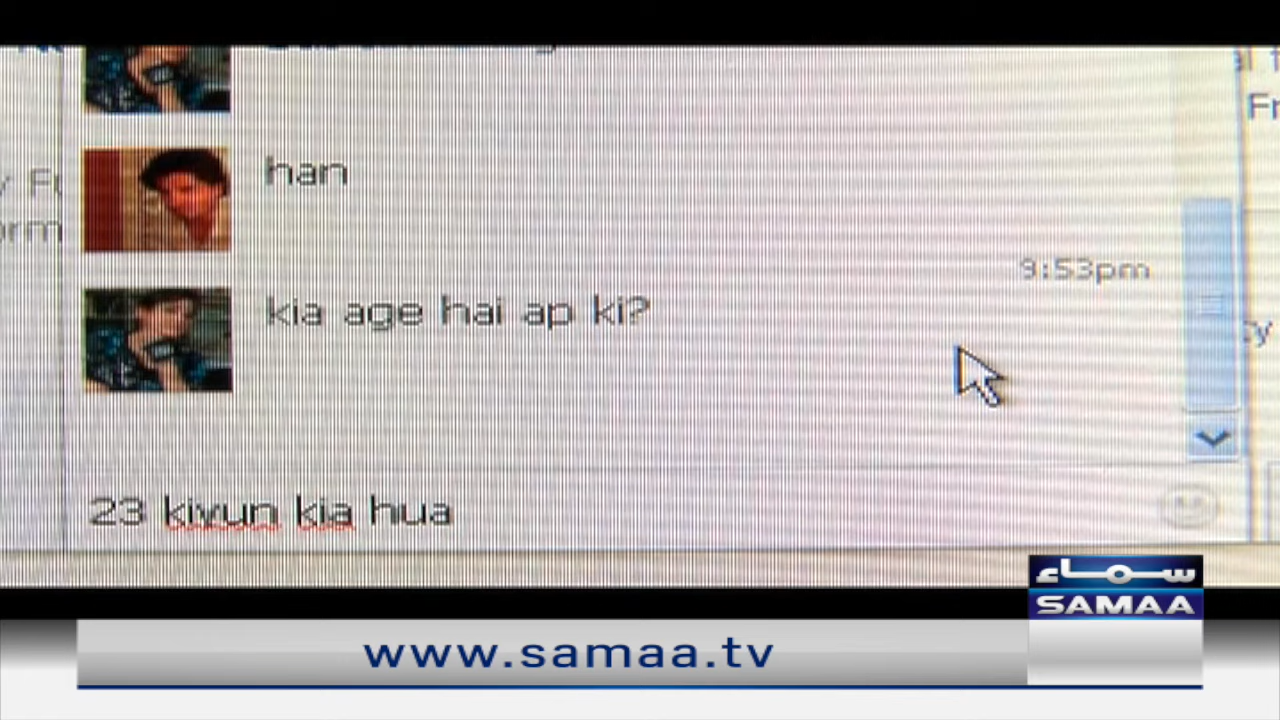 han
9:53pm
kia age hai ap ki?
23 kiyun kia hua
سماء
SAMAA
www.samaa.tv